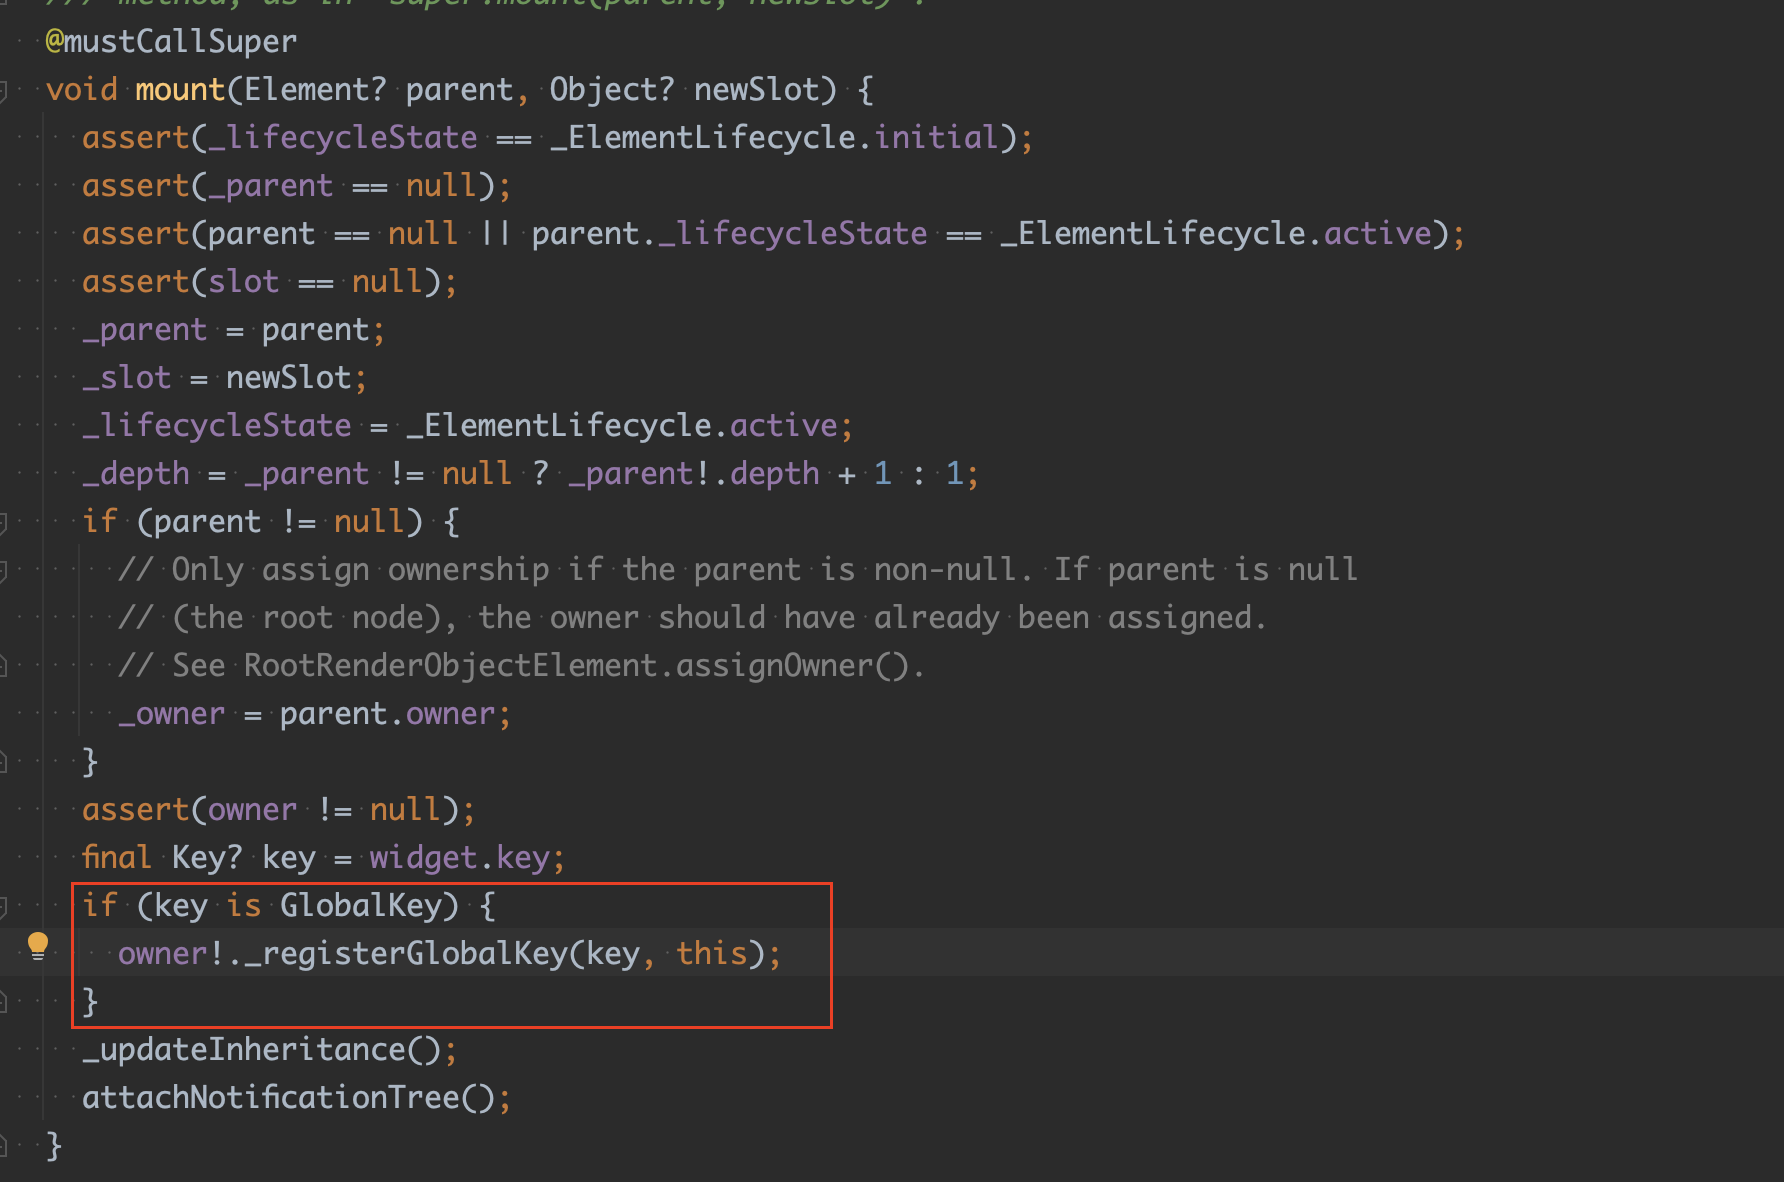 /// method, as in `super.mount(parent, newSlot)`.
@mustCallSuper
void mount(Element? parent, Object? newSlot) {
assert(_lifecycleState == _ElementLifecycle.initial);
assert(_parent == null);
assert(parent == null || parent._lifecycleState == _ElementLifecycle.active);
assert(slot == null);
_parent = parent;
_slot = newSlot;
_lifecycleState = _ElementLifecycle.active;
_depth = _parent != null ? _parent!.depth + 1 : 1;
if (parent != null) {
// Only assign ownership if the parent is non-null. If parent is null
// (the root node), the owner should have already been assigned.
// See RootRenderObjectElement.assignOwner().
_owner = parent.owner;
}
assert(owner != null);
final Key? key = widget.key;
if (key is GlobalKey) {
owner!._registerGlobalKey(key, this);
}
_updateInheritance();
attachNotificationTree();
}